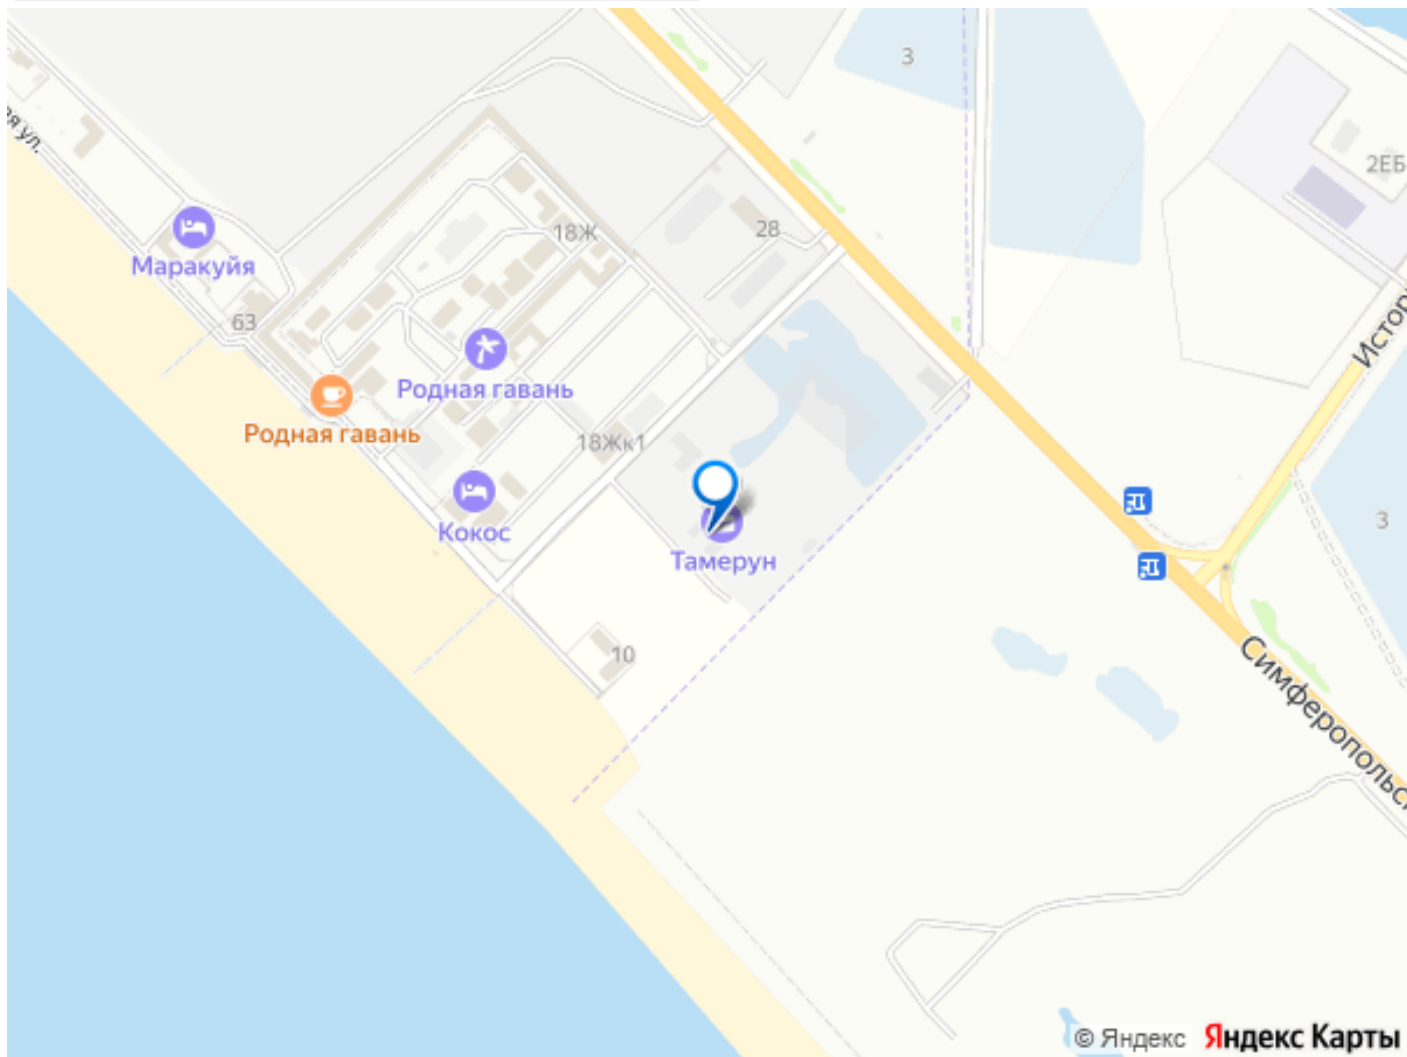 3
2ЕБ
ая ул.
28
18Ж
Маракуйя
63
Истор
Родная гавань
Родная гавань
18Жк1
Кокос
3
Тамерун
10
Симферопольс
© Яндекс Яндекс Карты